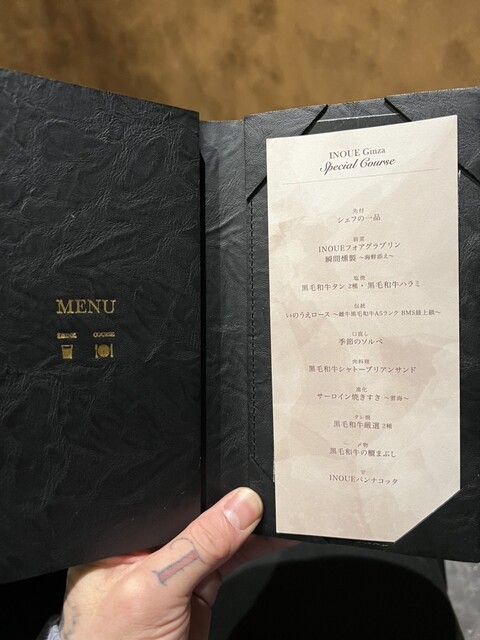 MENU
DRINK
COURSE
INOUE Ginza
Special Course
先付
シェフの一品
前菜
INOUEフォアグラプリン
瞬間燻製 ～海鮮添え～
塩焼
黒毛和牛タン 2種・黒毛和牛ハラミ
伝統
いのうえロース ～雌牛黒毛和牛A5ランク BMS最上級～
口直し
季節のソルベ
肉料理
黒毛和牛シャトーブリアンサンド
進化
サーロイン焼きすき ～雲海～
タレ焼
黒毛和牛厳選 2種
〆物
黒毛和牛の櫃まぶし
甘
INOUEパンナコッタ